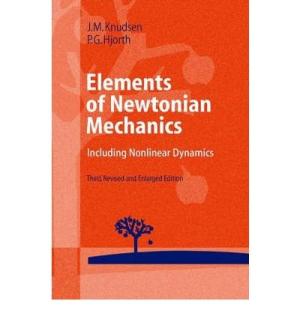 J.M. Knudsen
P.G. Hjorth
Elements
of Newtonian
Mechanics
Including Nonlinear Dynamics
Third Revised and Enlarged Edition